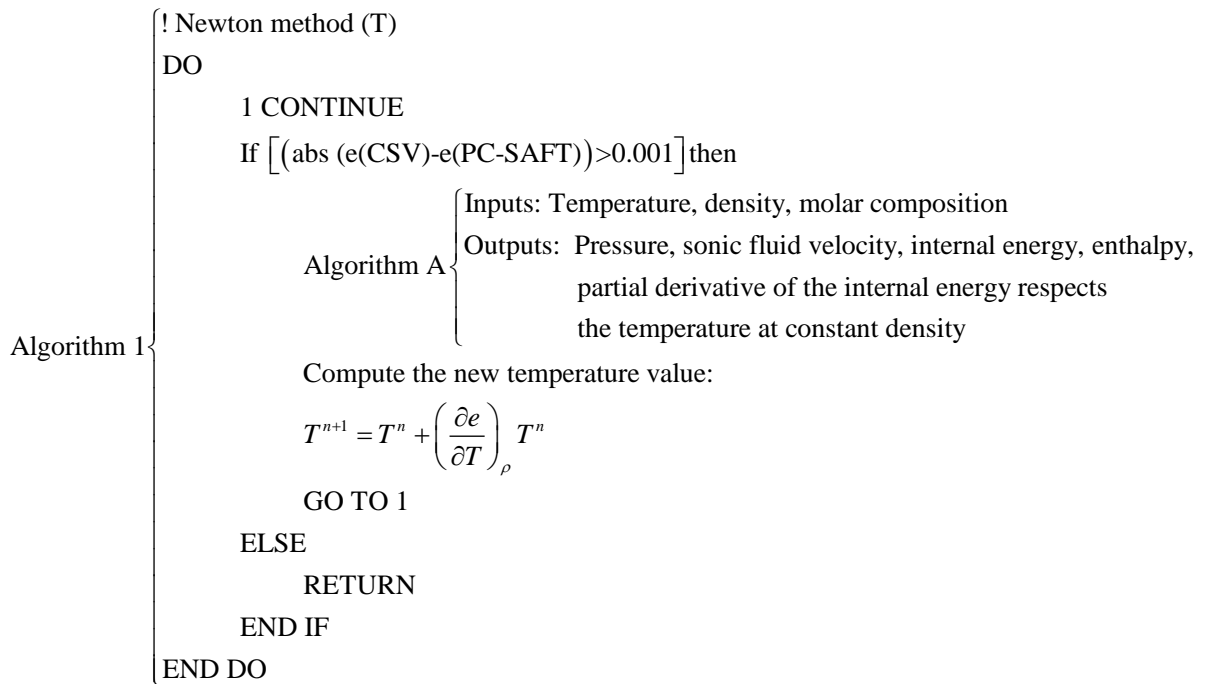 ! Newton method (T)
DO
1 CONTINUE
If [(abs (e(CSV)-e(PC-SAFT))>0.001] then
Algorithm A { Inputs: Temperature, density, molar composition
Outputs: Pressure, sonic fluid velocity, internal energy, enthalpy,
partial derivative of the internal energy respects
the temperature at constant density
Algorithm 1 {
Compute the new temperature value:
T^{n+1} = T^n + (∂e/∂T)_ρ T^n
GO TO 1
ELSE
RETURN
END IF
END DO